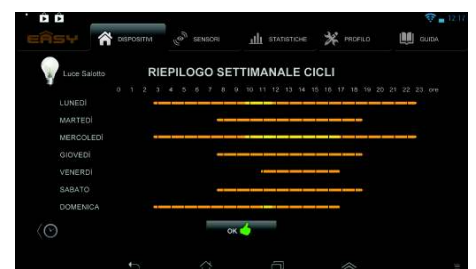 12:17
EASY DISPOSITIVI SENSORI STATISTICHE PROFILO GUIDA
Luce Salotto RIEPILOGO SETTIMANALE CICLI
0 1 2 3 4 5 6 7 8 9 10 11 12 13 14 15 16 17 18 19 20 21 22 23 ore
LUNEDÌ
MARTEDÌ
MERCOLEDÌ
GIOVEDÌ
VENERDÌ
SABATO
DOMENICA
OK